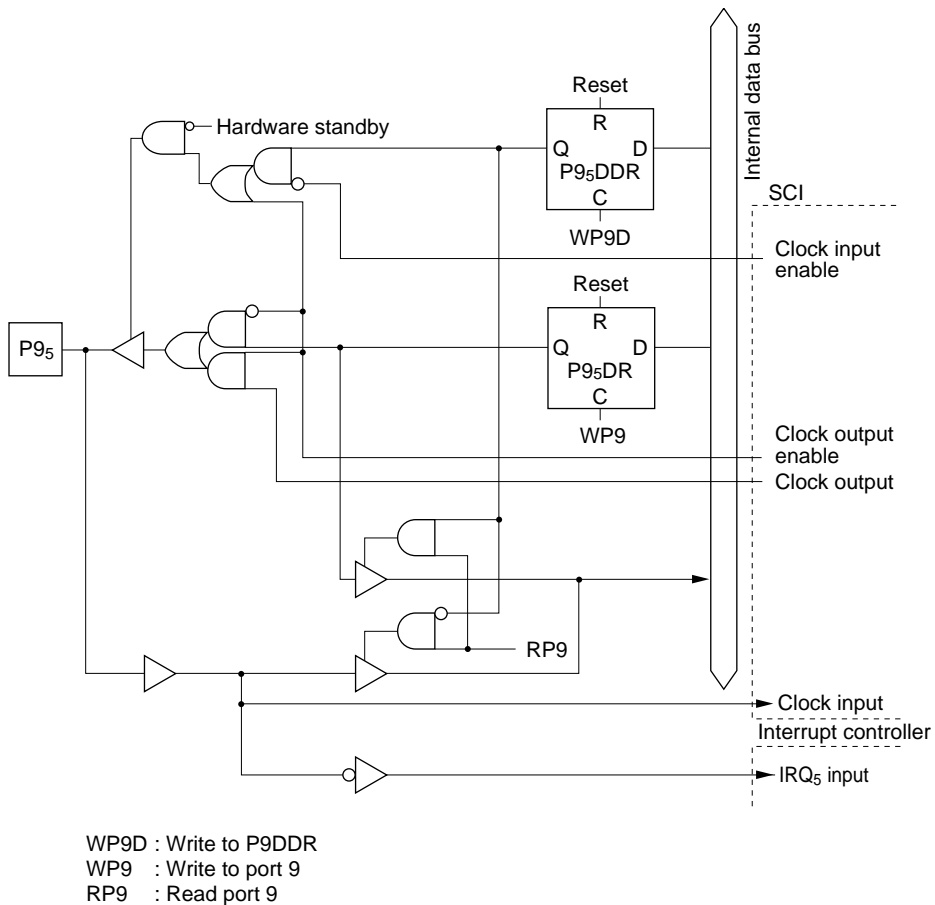 Reset
R
Hardware standby
Q D
P9₅DDR
C
WP9D
Internal data bus
SCI
Clock input
enable
Reset
R
P9₅
Q D
P9₅DR
C
WP9
Clock output
enable
Clock output
RP9
Clock input
Interrupt controller
IRQ₅ input
WP9D : Write to P9DDR
WP9 : Write to port 9
RP9 : Read port 9